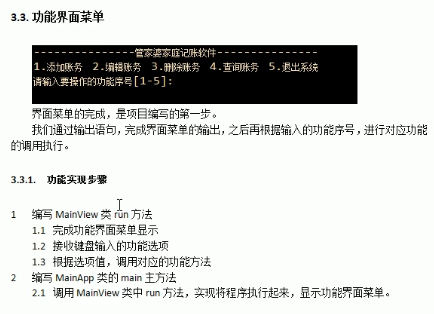 3.3. 功能界面菜单
---------------管家婆家庭记账软件---------------
1.添加账务 2.编辑账务 3.删除账务 4.查询账务 5.退出系统
请输入要操作的功能序号[1-5]:
界面菜单的完成，是项目编写的第一步。
我们通过输出语句，完成界面菜单的输出，之后再根据输入的功能序号，进行对应功能
的调用执行。
3.3.1. 功能实现步骤
1 编写 MainView 类 run 方法
1.1 完成功能界面菜单显示
1.2 接收键盘输入的功能选项
1.3 根据选项值，调用对应的功能方法
2 编写 MainApp 类的 main 主方法
2.1 调用 MainView 类中 run 方法，实现将程序执行起来，显示功能界面菜单。